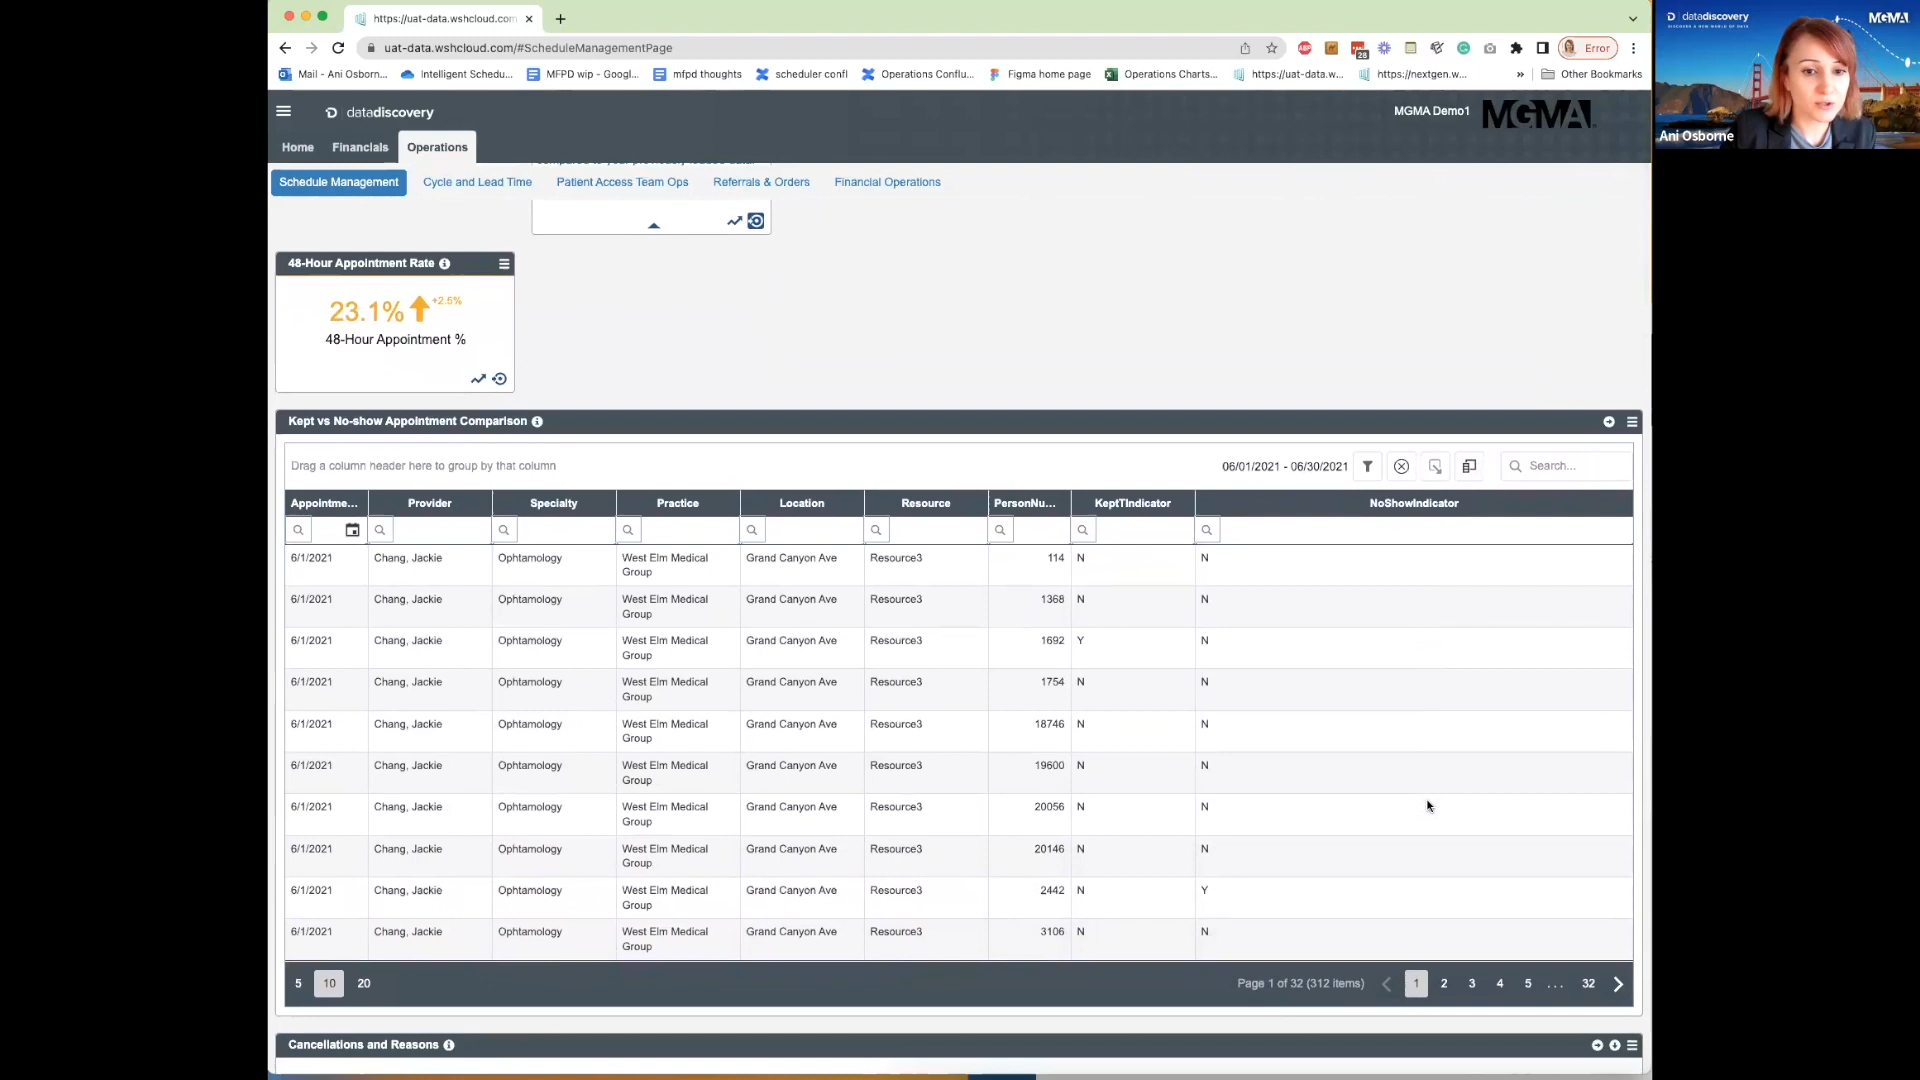 https://uat-data.wshcloud.com
uat-data.wshcloud.com/#ScheduleManagementPage
ABP
28
Error
Mail - Ani Osborn...
Intelligent Schedu...
MFPD wip - Googl...
mfpd thoughts
scheduler confl
Operations Conflu...
Figma home page
Operations Charts...
https://uat-data.w...
https://nextgen.w...
»
Other Bookmarks
datadiscovery
MGMA Demo1
MGMA
Home
Financials
Operations
Schedule Management
Cycle and Lead Time
Patient Access Team Ops
Referrals & Orders
Financial Operations
48-Hour Appointment Rate
23.1%
+2.5%
48-Hour Appointment %
Kept vs No-show Appointment Comparison
Drag a column header here to group by that column
06/01/2021 - 06/30/2021
Search...
Appointme... Provider Specialty Practice Location Resource PersonNu... KeptTIndicator NoShowIndicator
6/1/2021 Chang, Jackie Ophtamology West Elm Medical Grand Canyon Ave Resource3 114 N N
Group
6/1/2021 Chang, Jackie Ophtamology West Elm Medical Grand Canyon Ave Resource3 1368 N N
Group
6/1/2021 Chang, Jackie Ophtamology West Elm Medical Grand Canyon Ave Resource3 1692 Y N
Group
6/1/2021 Chang, Jackie Ophtamology West Elm Medical Grand Canyon Ave Resource3 1754 N N
Group
6/1/2021 Chang, Jackie Ophtamology West Elm Medical Grand Canyon Ave Resource3 18746 N N
Group
6/1/2021 Chang, Jackie Ophtamology West Elm Medical Grand Canyon Ave Resource3 19600 N N
Group
6/1/2021 Chang, Jackie Ophtamology West Elm Medical Grand Canyon Ave Resource3 20056 N N
Group
6/1/2021 Chang, Jackie Ophtamology West Elm Medical Grand Canyon Ave Resource3 20146 N N
Group
6/1/2021 Chang, Jackie Ophtamology West Elm Medical Grand Canyon Ave Resource3 2442 N Y
Group
6/1/2021 Chang, Jackie Ophtamology West Elm Medical Grand Canyon Ave Resource3 3106 N N
Group
5 10 20
Page 1 of 32 (312 items) 1 2 3 4 5 ... 32
Cancellations and Reasons
datadiscovery
MGMA
Ani Osborne